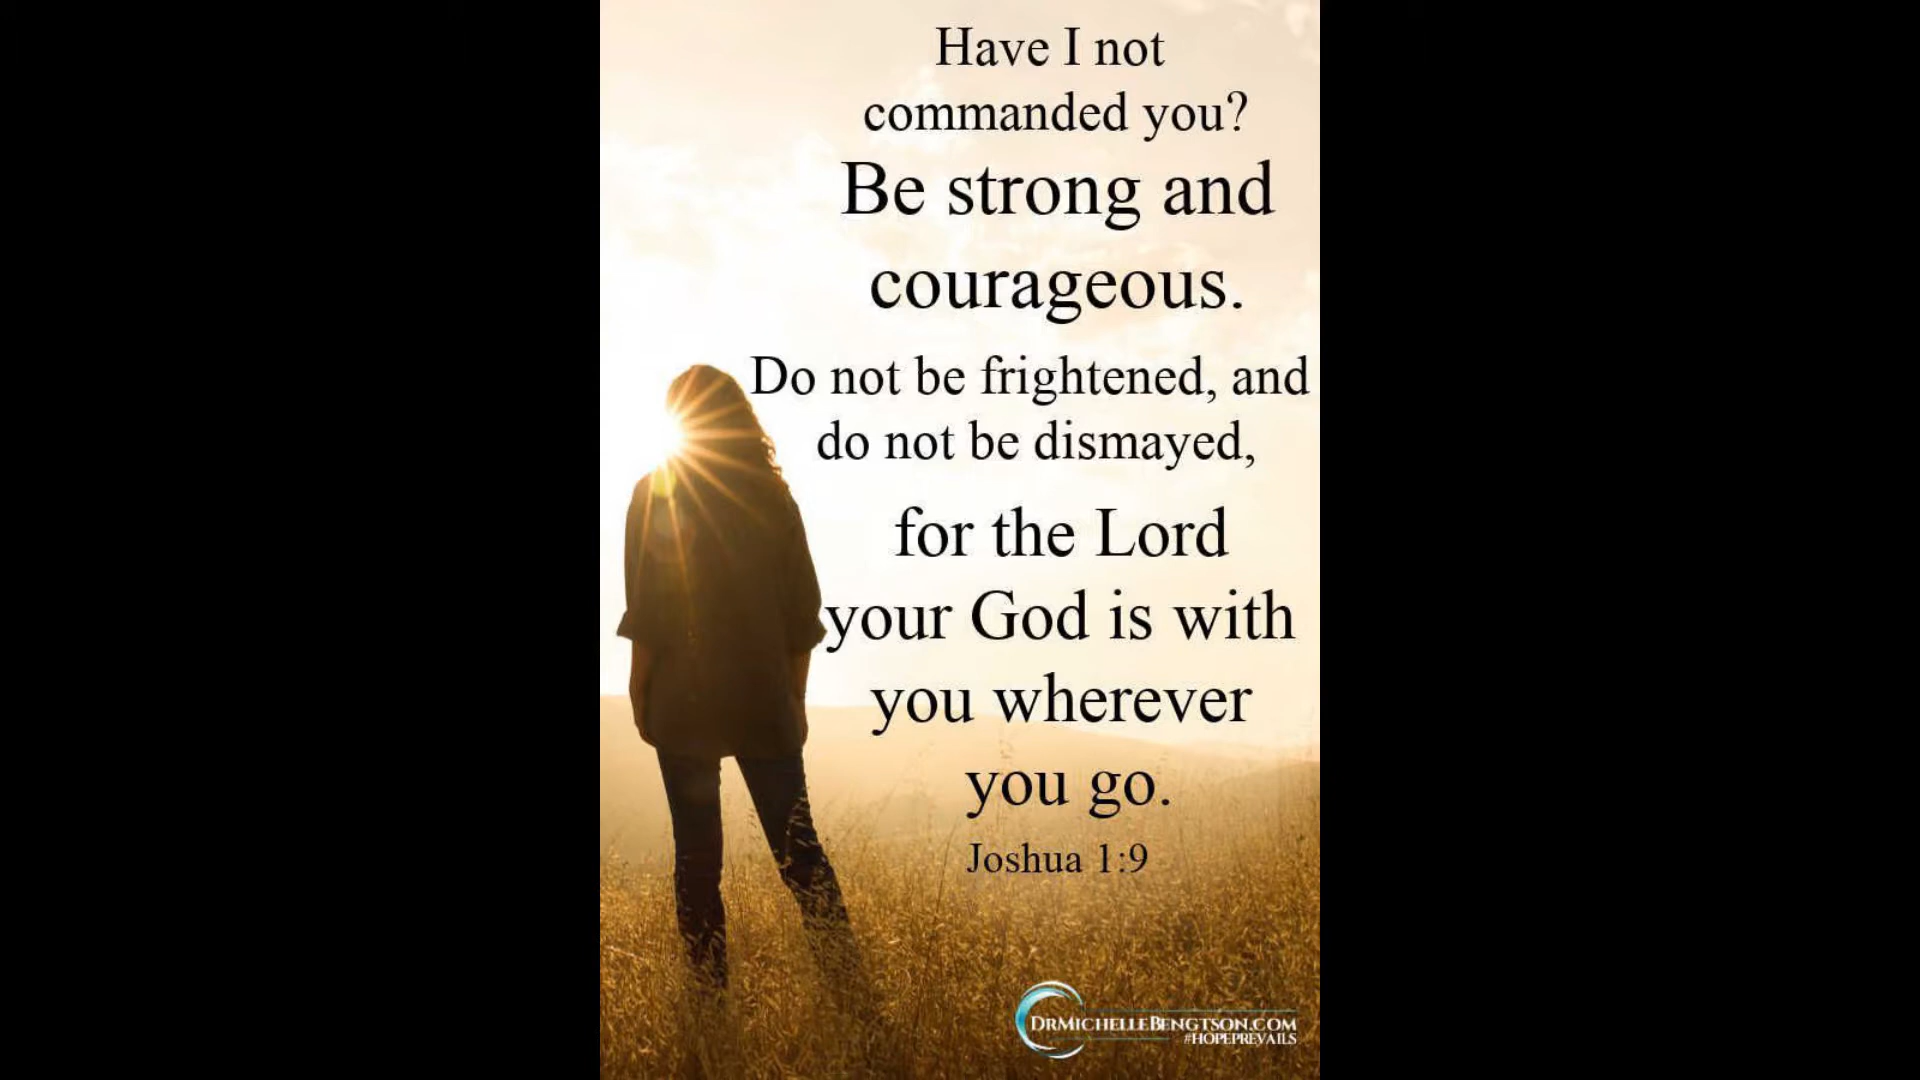 Have I not
commanded you?
Be strong and
courageous.
Do not be frightened, and
do not be dismayed,
for the Lord
your God is with
you wherever
you go.
Joshua 1:9
DRMICHELLEBENGTSON.COM
#HOPEPREVAILS